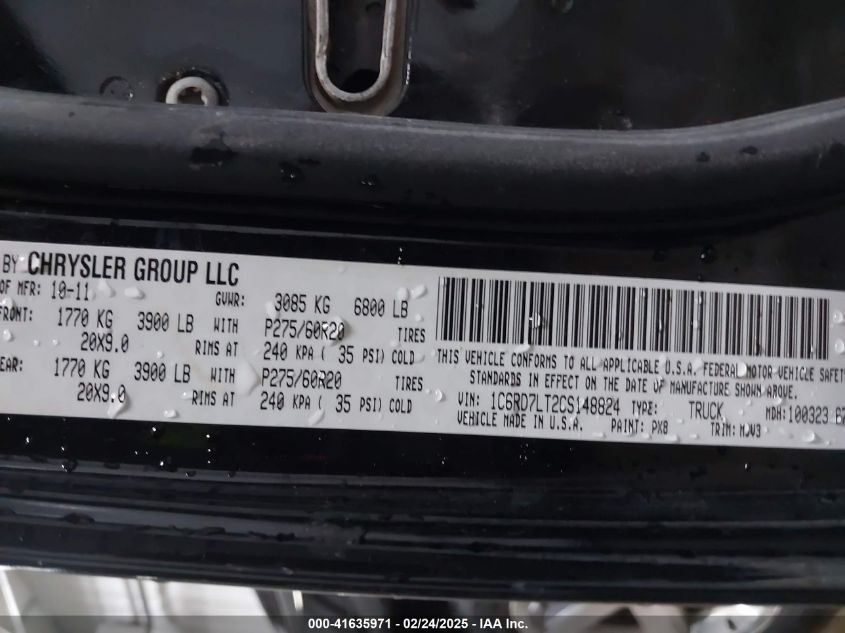 BY CHRYSLER GROUP LLC
OF MFR: 10-11 GVWR: 3085 KG 6800 LB
FRONT: 1770 KG 3900 LB WITH P275/60R20 TIRES
20X9.0 RIMS AT 240 KPA ( 35 PSI) COLD
EAR: 1770 KG 3900 LB WITH P275/60R20 TIRES
20X9.0 RIMS AT 240 KPA ( 35 PSI) COLD
THIS VEHICLE CONFORMS TO ALL APPLICABLE U.S.A. FEDERAL MOTOR VEHICLE SAFET
STANDARDS IN EFFECT ON THE DATE OF MANUFACTURE SHOWN ABOVE.
VIN: 1C6RD7LT2CS148824 TYPE: TRUCK MDH: 100323
VEHICLE MADE IN U.S.A. PAINT: PX8 TRIM: MJV3
000-41635971 - 02/24/2025 - IAA Inc.